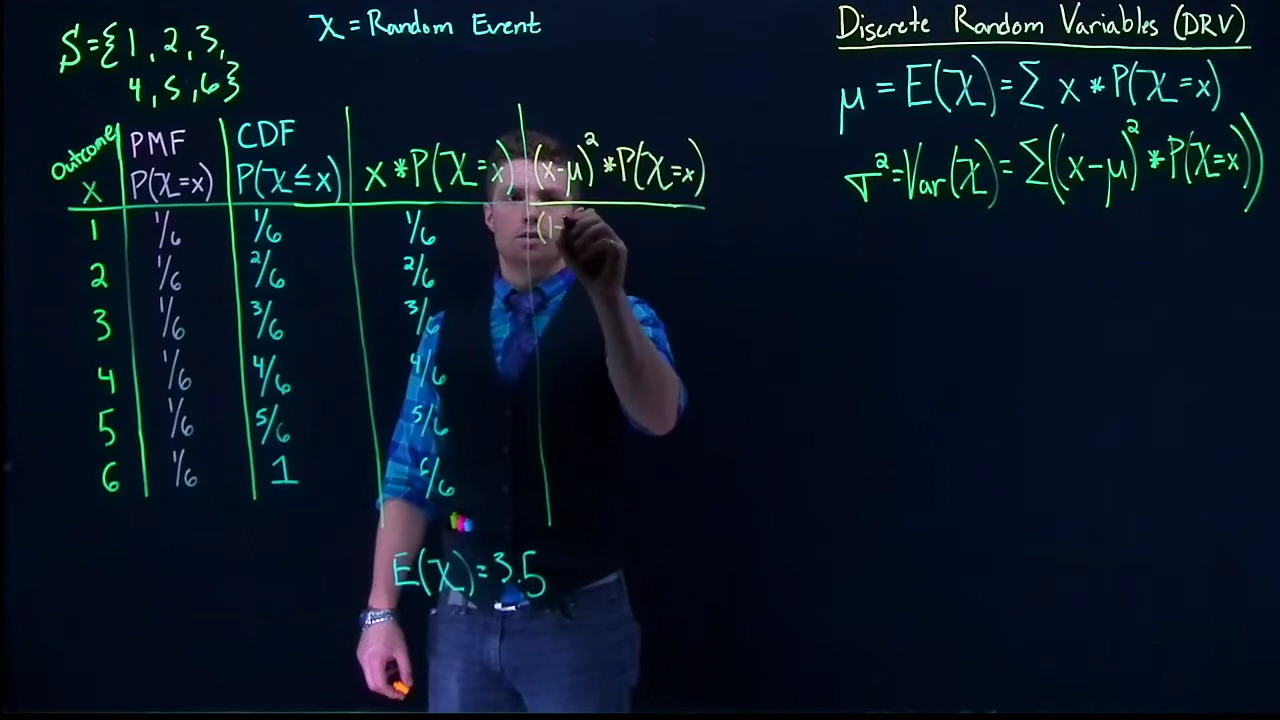 S={1,2,3,
4,5,6}
X = Random Event
Discrete Random Variables (DRV)
μ = E(X) = Σ x * P(X=x)
σ² = Var(X) = Σ((x-μ)² * P(X=x))
Outcome x | PMF P(X=x) | CDF P(X≤x) | x * P(X=x) | (x-μ)² * P(X=x)
1 1/6 1/6 1/6 (1-
2 1/6 2/6 2/6
3 1/6 3/6 3/6
4 1/6 4/6 4/6
5 1/6 5/6 5/6
6 1/6 1 6/6
E(X)=3.5